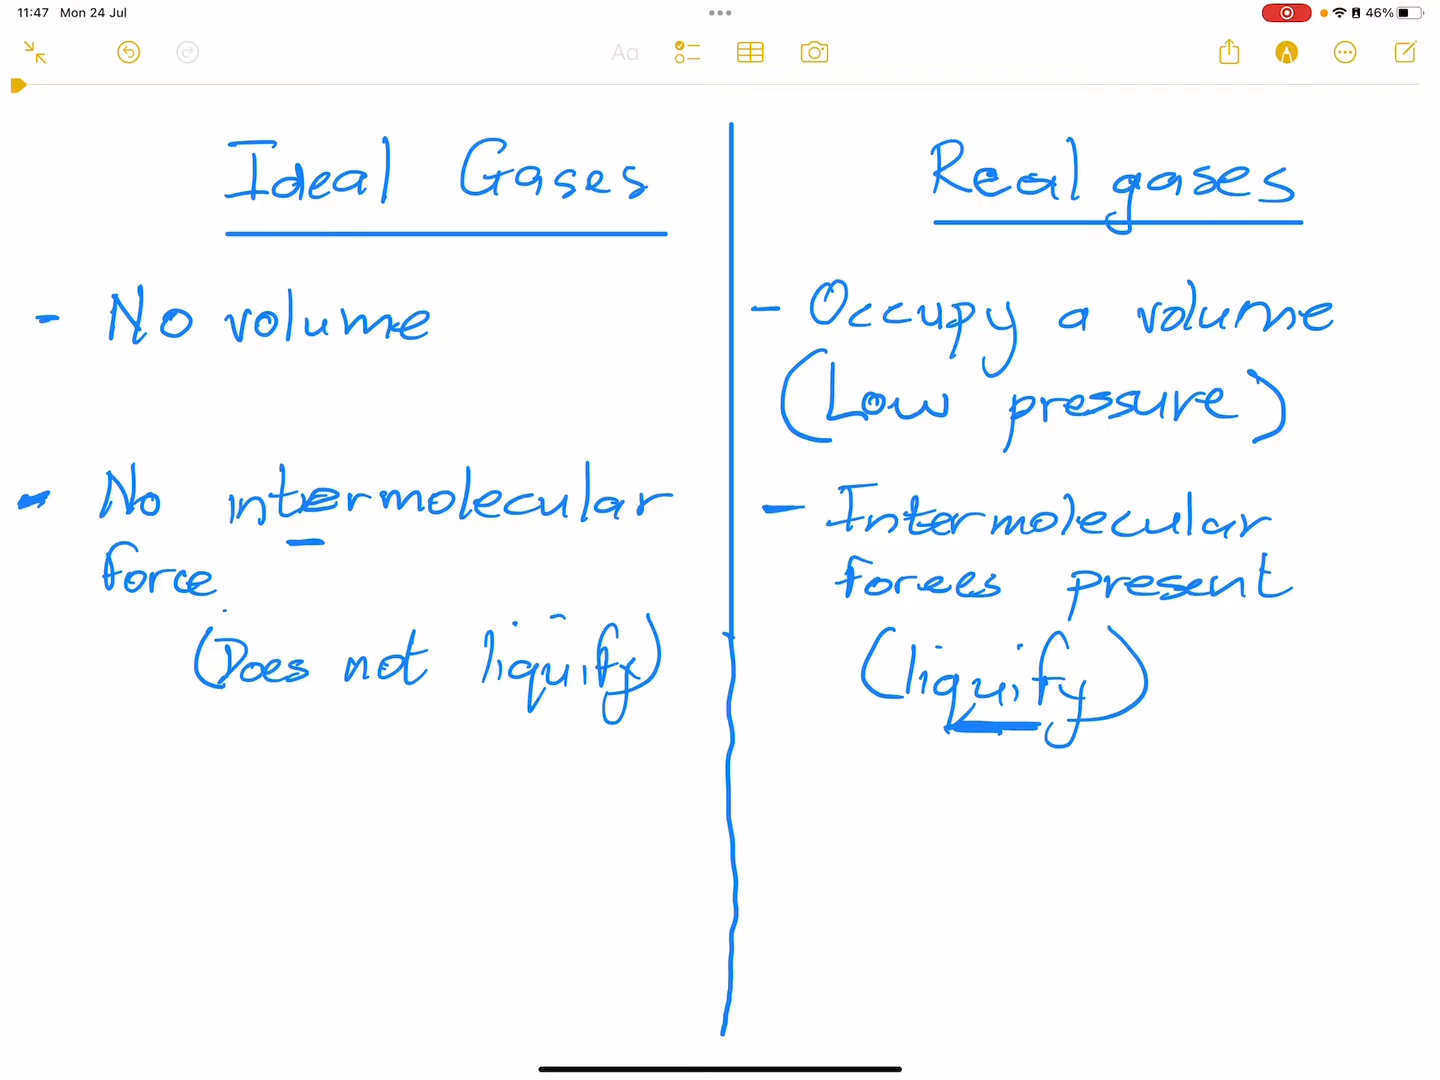 11:47 Mon 24 Jul
46%
Aa
Ideal Gases
- No volume
- No intermolecular
force
(Does not liquify)
Real gases
- Occupy a volume
(Low pressure)
- Intermolecular
forces present
(liquify)